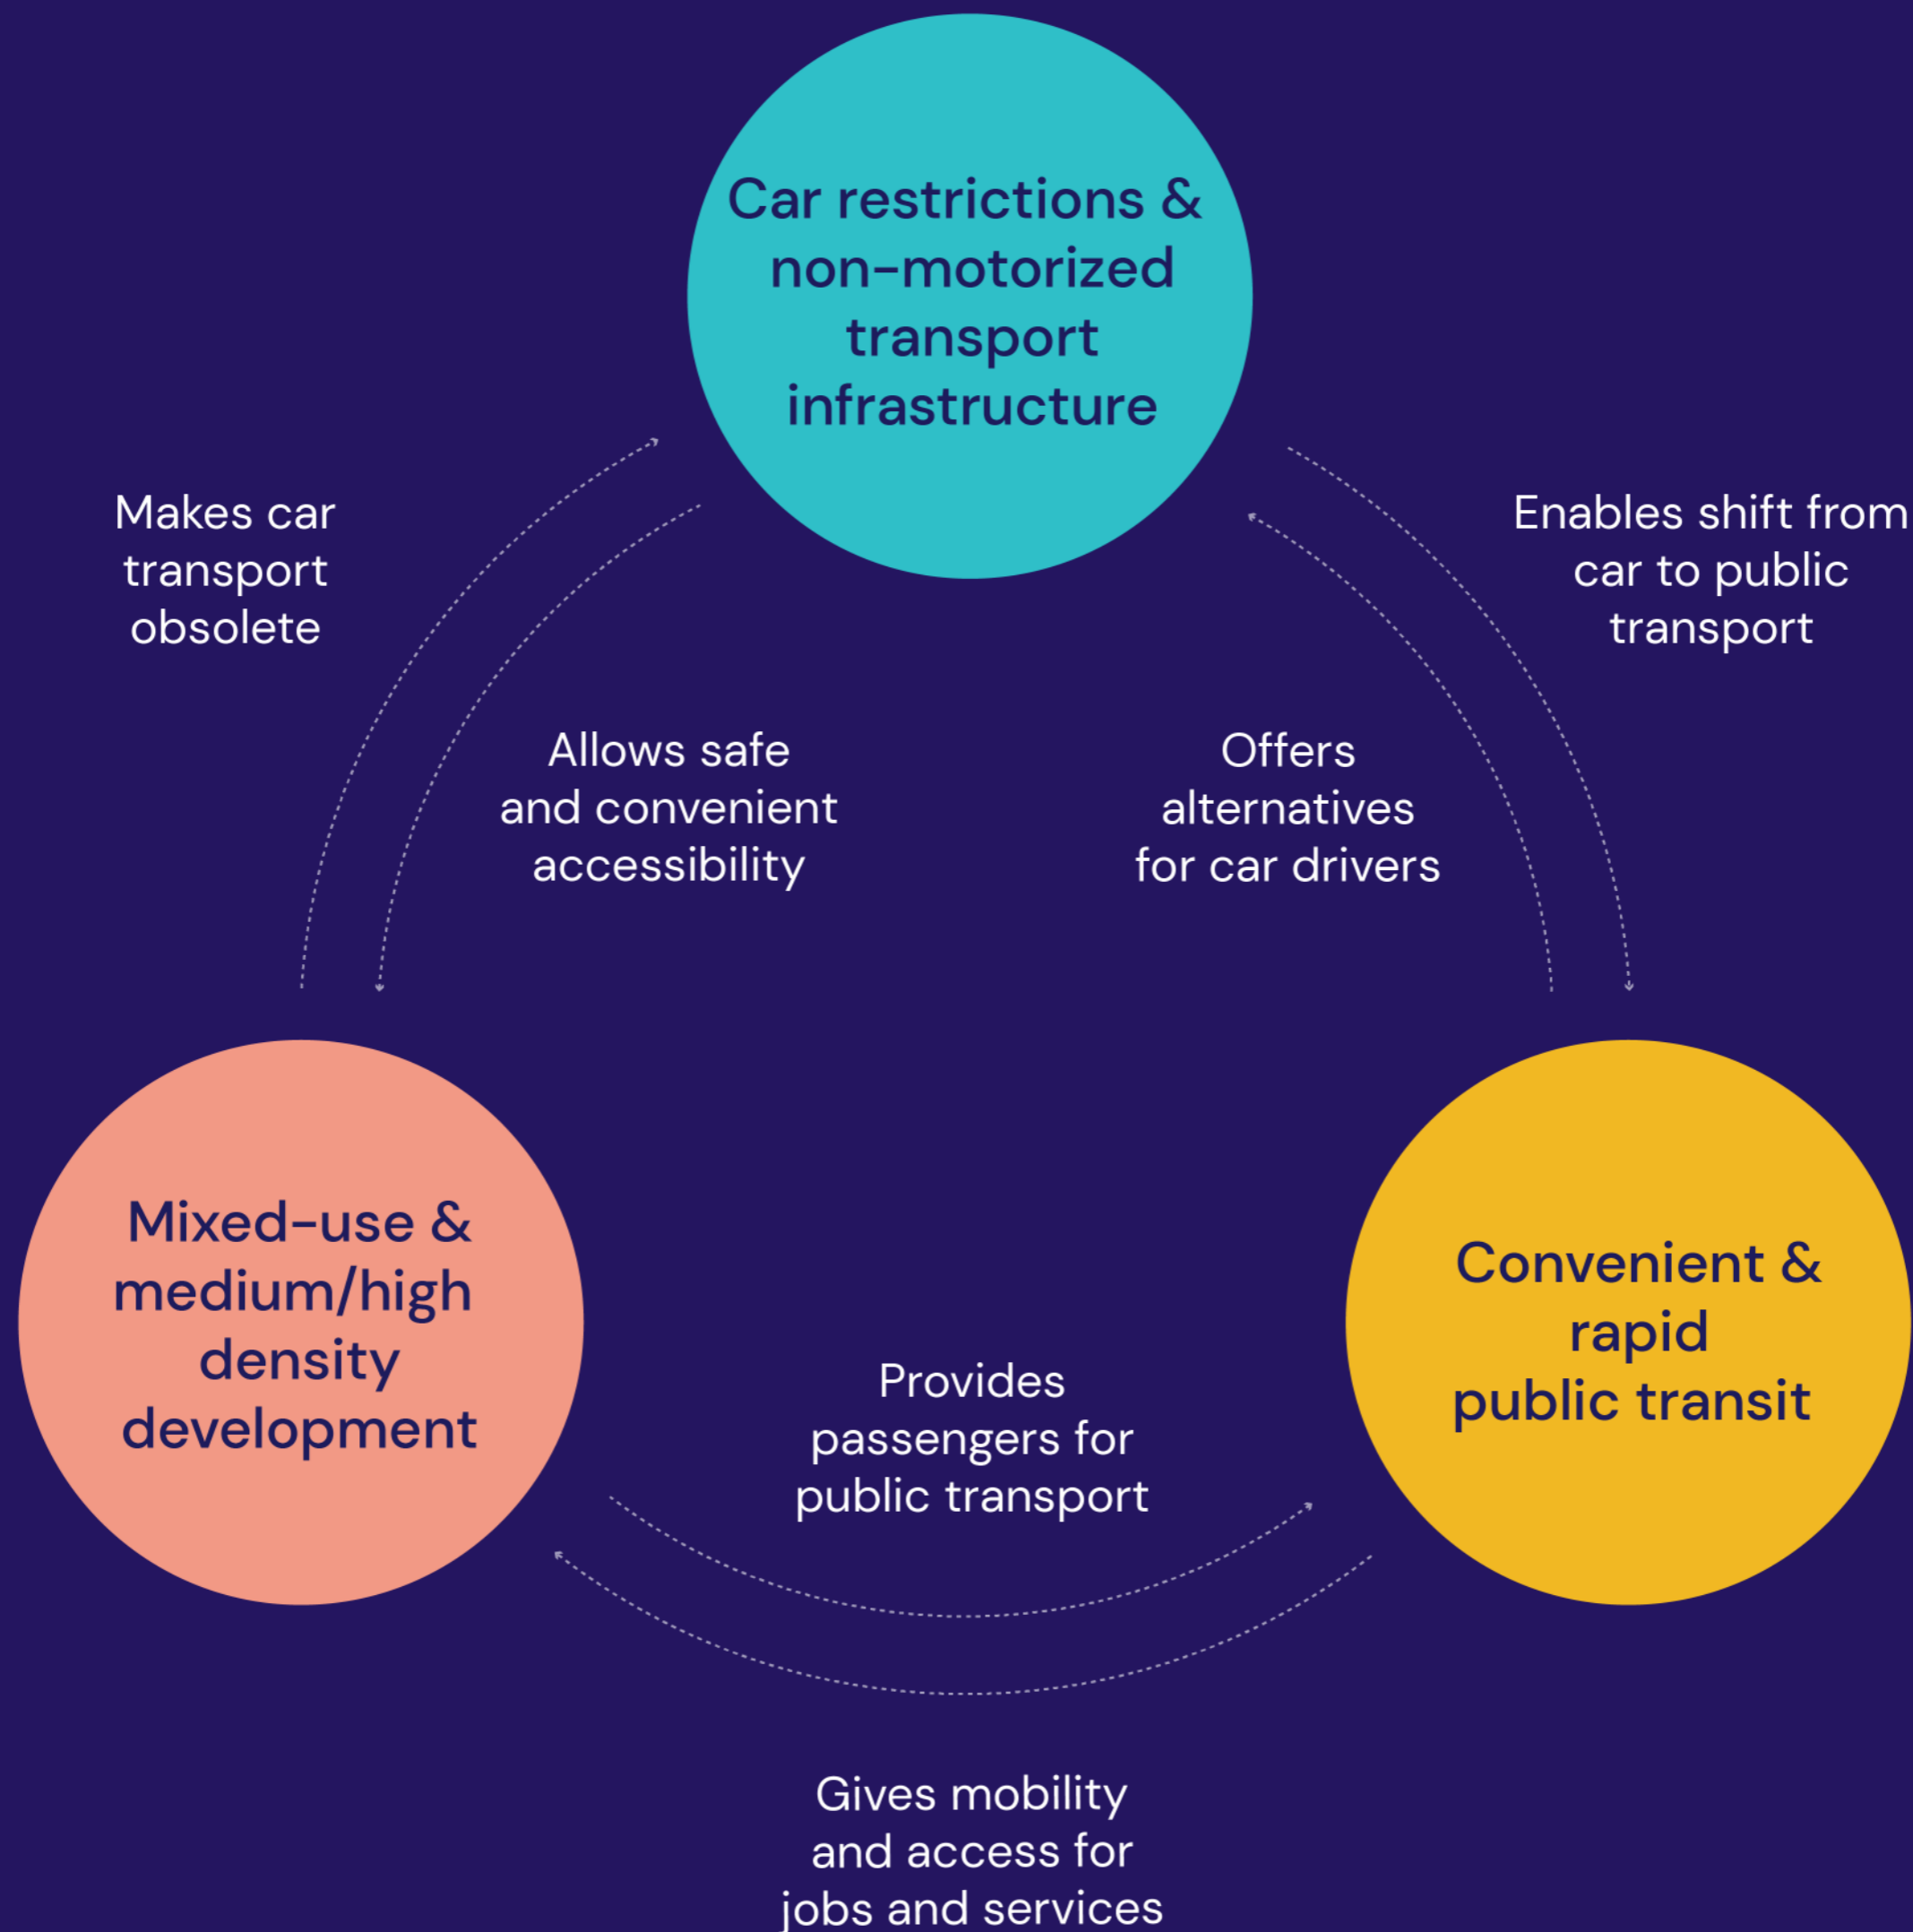 Car restrictions &
non-motorized
transport
infrastructure
Makes car
transport
obsolete
Enables shift from
car to public
transport
Allows safe
and convenient
accessibility
Offers
alternatives
for car drivers
Mixed-use &
medium/high
density
development
Convenient &
rapid
public transit
Provides
passengers for
public transport
Gives mobility
and access for
jobs and services